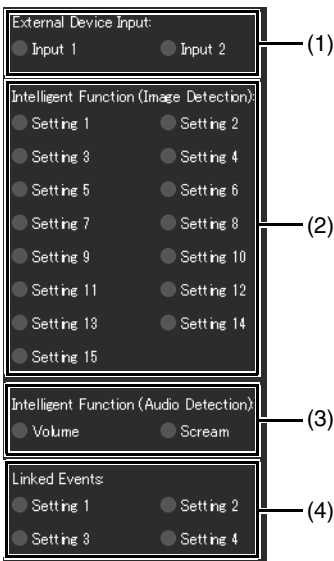 External Device Input:
Input 1 Input 2
(1)
Intelligent Function (Image Detection):
Setting 1 Setting 2
Setting 3 Setting 4
Setting 5 Setting 6
Setting 7 Setting 8
(2)
Setting 9 Setting 10
Setting 11 Setting 12
Setting 13 Setting 14
Setting 15
Intelligent Function (Audio Detection):
(3)
Volume Scream
Linked Events:
Setting 1 Setting 2
(4)
Setting 3 Setting 4